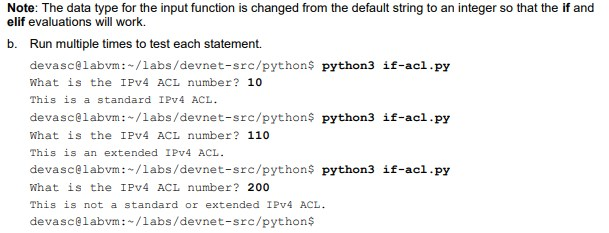 Note: The data type for the input function is changed from the default string to an integer so that the if and
elif evaluations will work.
b. Run multiple times to test each statement.
devasc@labvm:~/labs/devnet-src/python$ python3 if-acl.py
What is the IPv4 ACL number? 10
This is a standard IPv4 ACL.
devasc@labvm:~/labs/devnet-src/python$ python3 if-acl.py
What is the IPv4 ACL number? 110
This is an extended IPv4 ACL.
devasc@labvm:~/labs/devnet-src/python$ python3 if-acl.py
What is the IPv4 ACL number? 200
This is not a standard or extended IPv4 ACL.
devasc@labvm:~/labs/devnet-src/python$